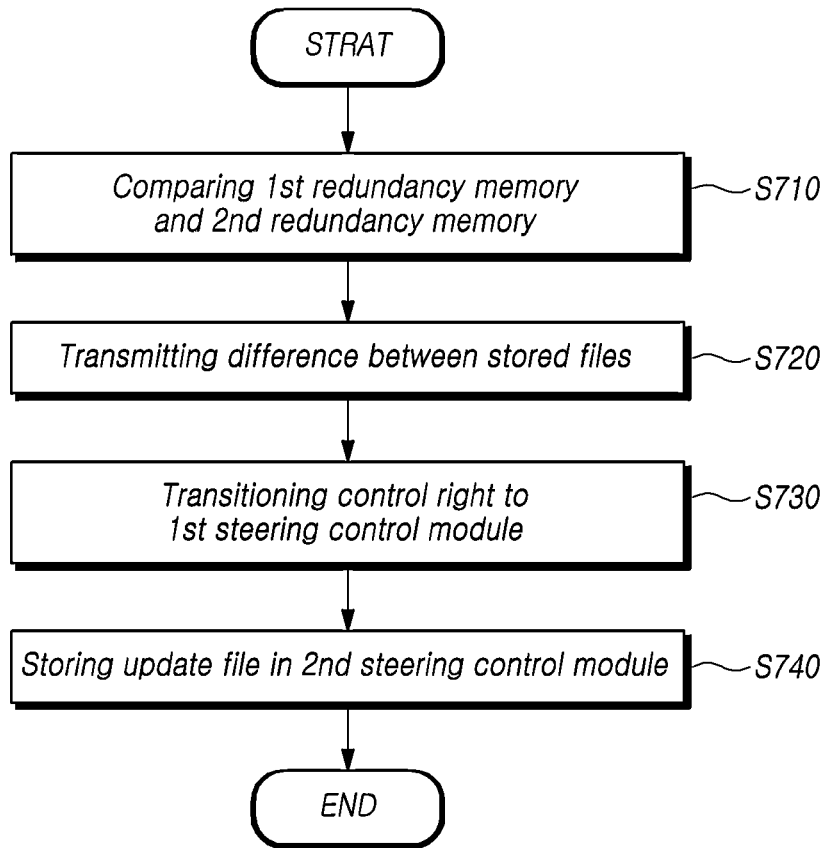 STRAT
Comparing 1st redundancy memory
and 2nd redundancy memory
S710
Transmitting difference between stored files
S720
Transitioning control right to
1st steering control module
S730
Storing update file in 2nd steering control module
S740
END